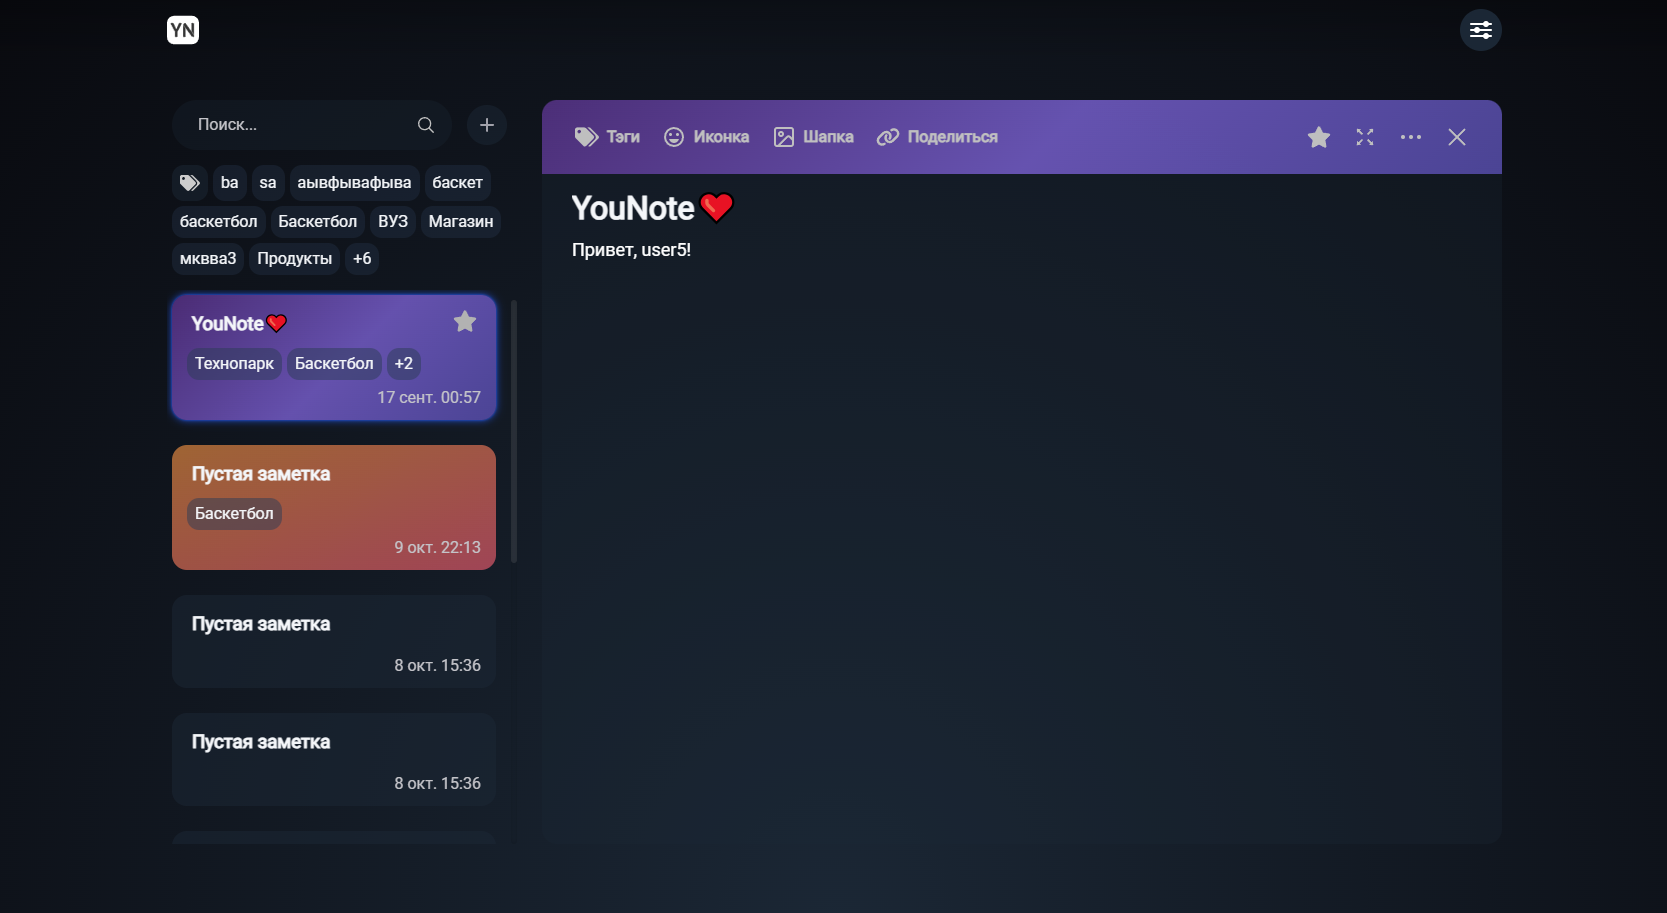 YN
Поиск...
ba sa аывфывафыва баскет
баскетбол Баскетбол ВУЗ Магазин
мквва3 Продукты +6
YouNote❤️
Технопарк Баскетбол +2
17 сент. 00:57
Пустая заметка
Баскетбол
9 окт. 22:13
Пустая заметка
8 окт. 15:36
Пустая заметка
8 окт. 15:36
Тэги Иконка Шапка Поделиться
YouNote❤️
Привет, user5!